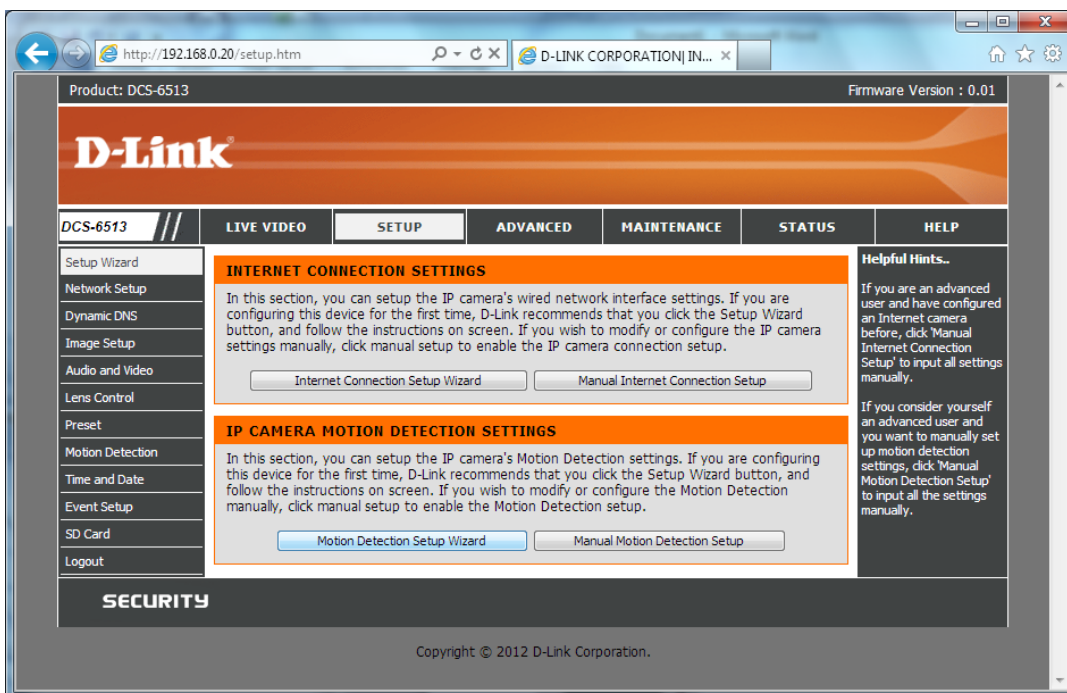 http://192.168.0.20/setup.htm
D-LINK CORPORATION| IN...
Product: DCS-6513
Firmware Version : 0.01
D-Link®
DCS-6513
LIVE VIDEO
SETUP
ADVANCED
MAINTENANCE
STATUS
HELP
Setup Wizard
Network Setup
Dynamic DNS
Image Setup
Audio and Video
Lens Control
Preset
Motion Detection
Time and Date
Event Setup
SD Card
Logout
INTERNET CONNECTION SETTINGS
In this section, you can setup the IP camera's wired network interface settings. If you are
configuring this device for the first time, D-Link recommends that you click the Setup Wizard
button, and follow the instructions on screen. If you wish to modify or configure the IP camera
settings manually, click manual setup to enable the IP camera connection setup.
Internet Connection Setup Wizard
Manual Internet Connection Setup
IP CAMERA MOTION DETECTION SETTINGS
In this section, you can setup the IP camera's Motion Detection settings. If you are configuring
this device for the first time, D-Link recommends that you click the Setup Wizard button, and
follow the instructions on screen. If you wish to modify or configure the Motion Detection
manually, click manual setup to enable the Motion Detection setup.
Motion Detection Setup Wizard
Manual Motion Detection Setup
Helpful Hints..
If you are an advanced
user and have configured
an Internet camera
before, click 'Manual
Internet Connection
Setup' to input all settings
manually.
If you consider yourself
an advanced user and
you want to manually set
up motion detection
settings, click 'Manual
Motion Detection Setup'
to input all the settings
manually.
SECURITY
Copyright © 2012 D-Link Corporation.